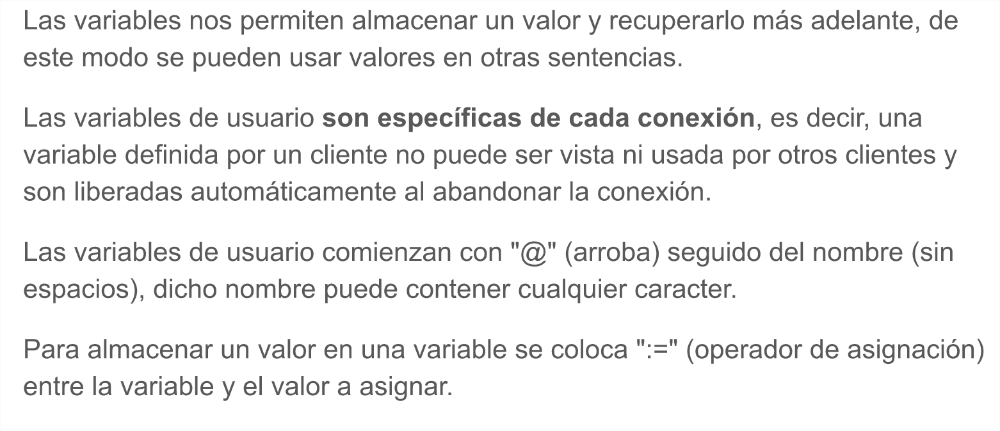 Las variables nos permiten almacenar un valor y recuperarlo más adelante, de
este modo se pueden usar valores en otras sentencias.
Las variables de usuario son específicas de cada conexión, es decir, una
variable definida por un cliente no puede ser vista ni usada por otros clientes y
son liberadas automáticamente al abandonar la conexión.
Las variables de usuario comienzan con "@" (arroba) seguido del nombre (sin
espacios), dicho nombre puede contener cualquier caracter.
Para almacenar un valor en una variable se coloca ":=" (operador de asignación)
entre la variable y el valor a asignar.